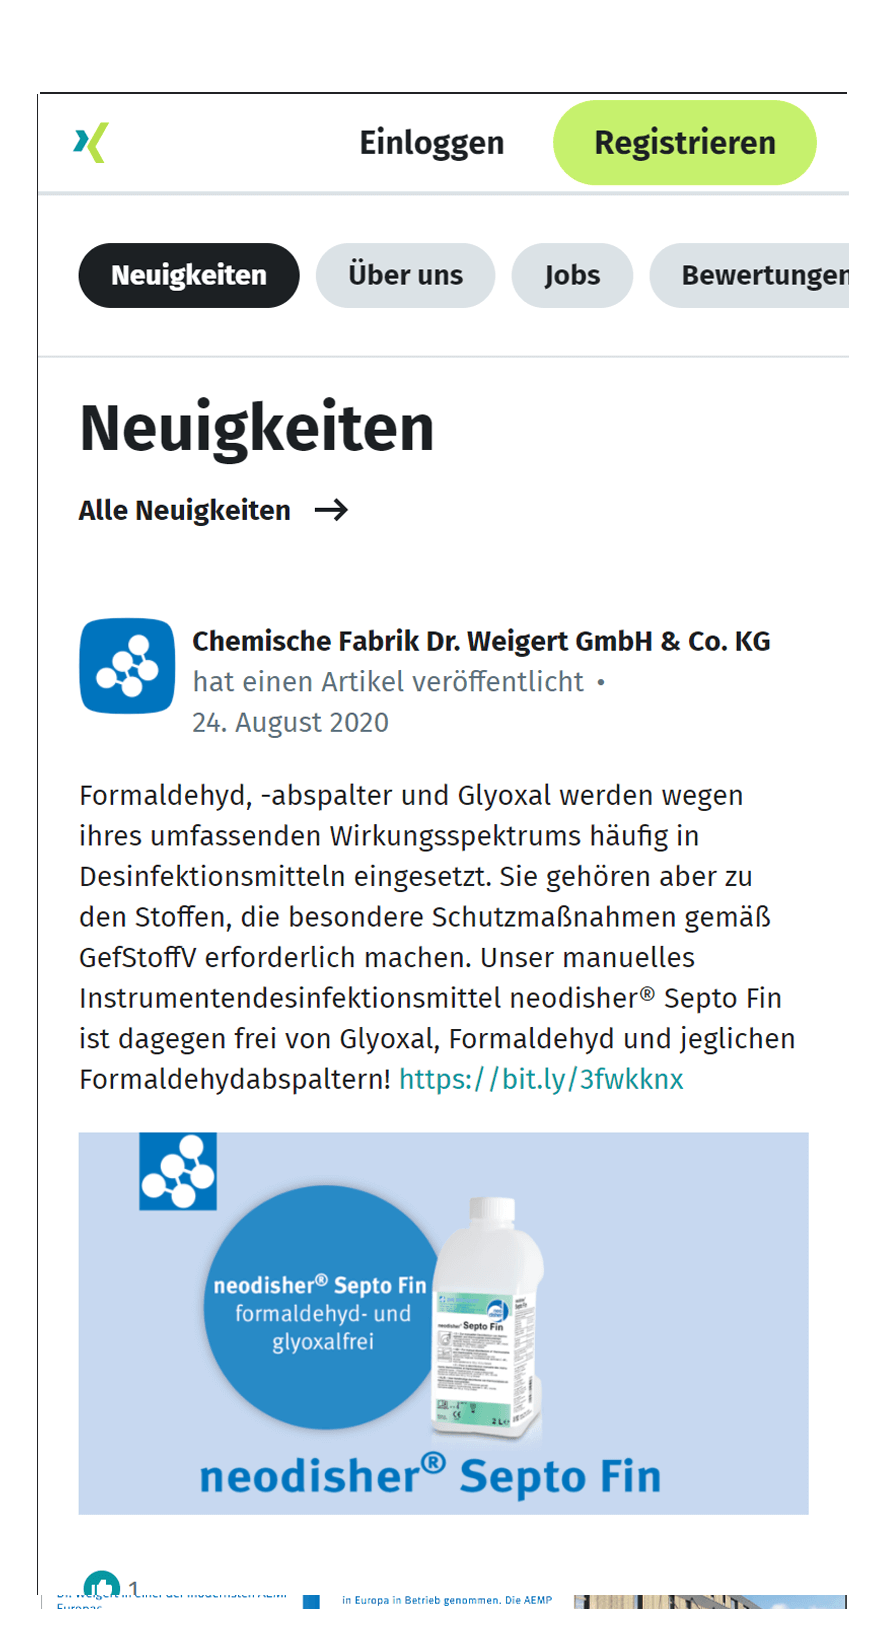 Einloggen
Registrieren
Neuigkeiten
Über uns
Jobs
Bewertungen
Neuigkeiten
Alle Neuigkeiten
Chemische Fabrik Dr. Weigert GmbH & Co. KG
hat einen Artikel veröffentlicht •
24. August 2020
Formaldehyd, -abspalter und Glyoxal werden wegen
ihres umfassenden Wirkungsspektrums häufig in
Desinfektionsmitteln eingesetzt. Sie gehören aber zu
den Stoffen, die besondere Schutzmaßnahmen gemäß
GefStoffV erforderlich machen. Unser manuelles
Instrumentendesinfektionsmittel neodisher® Septo Fin
ist dagegen frei von Glyoxal, Formaldehyd und jeglichen
Formaldehydabspaltern! https://bit.ly/3fwkknx
neodisher® Septo Fin
formaldehyd- und
glyoxalfrei
neodisher® Septo Fin
2 L
neodisher® Septo Fin
1
in Europa in Betrieb genommen. Die AEMP